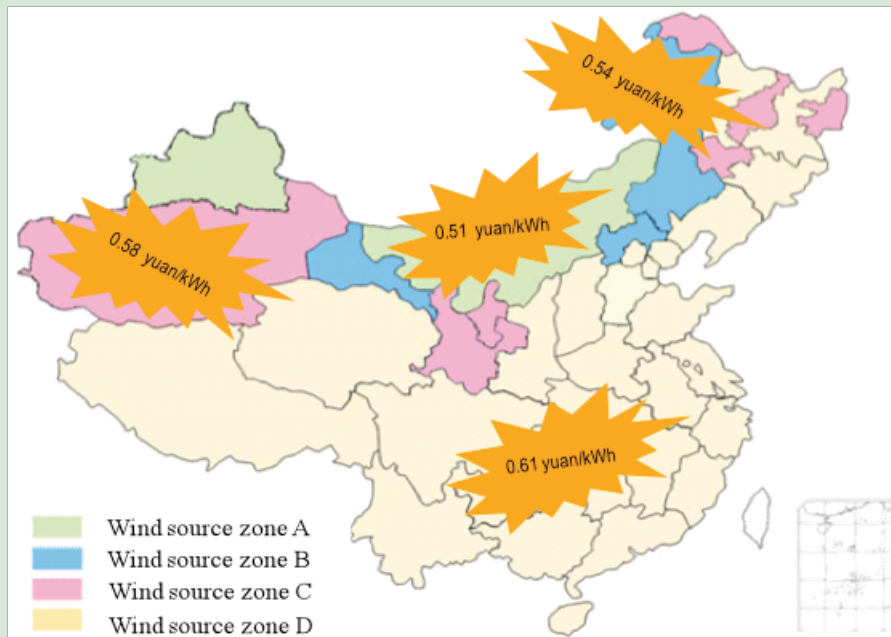 0.54 yuan/kWh
0.51 yuan/kWh
0.58 yuan/kWh
0.61 yuan/kWh
Wind source zone A
Wind source zone B
Wind source zone C
Wind source zone D